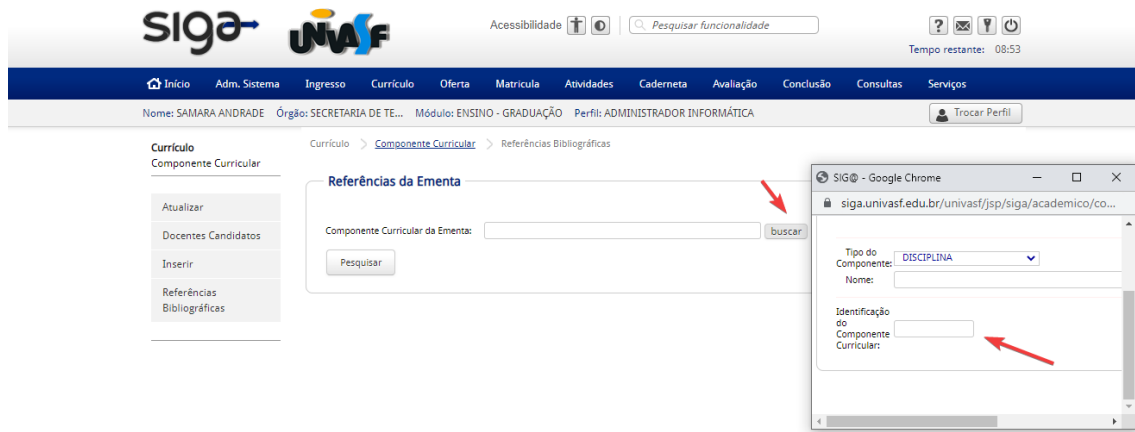 SIG@
UNIVASF
Acessibilidade
Pesquisar funcionalidade
?
Tempo restante: 08:53
Início Adm. Sistema Ingresso Currículo Oferta Matricula Atividades Caderneta Avaliação Conclusão Consultas Serviços
Nome: SAMARA ANDRADE Órgão: SECRETARIA DE TE... Módulo: ENSINO - GRADUAÇÃO Perfil: ADMINISTRADOR INFORMÁTICA Trocar Perfil
Currículo
Componente Curricular
Atualizar
Docentes Candidatos
Inserir
Referências
Bibliográficas
Currículo > Componente Curricular > Referências Bibliográficas
Referências da Ementa
Componente Curricular da Ementa: buscar
Pesquisar
SIG@ - Google Chrome
siga.univasf.edu.br/univasf/jsp/siga/academico/co...
Tipo do
Componente: DISCIPLINA
Nome:
Identificação
do
Componente
Curricular: